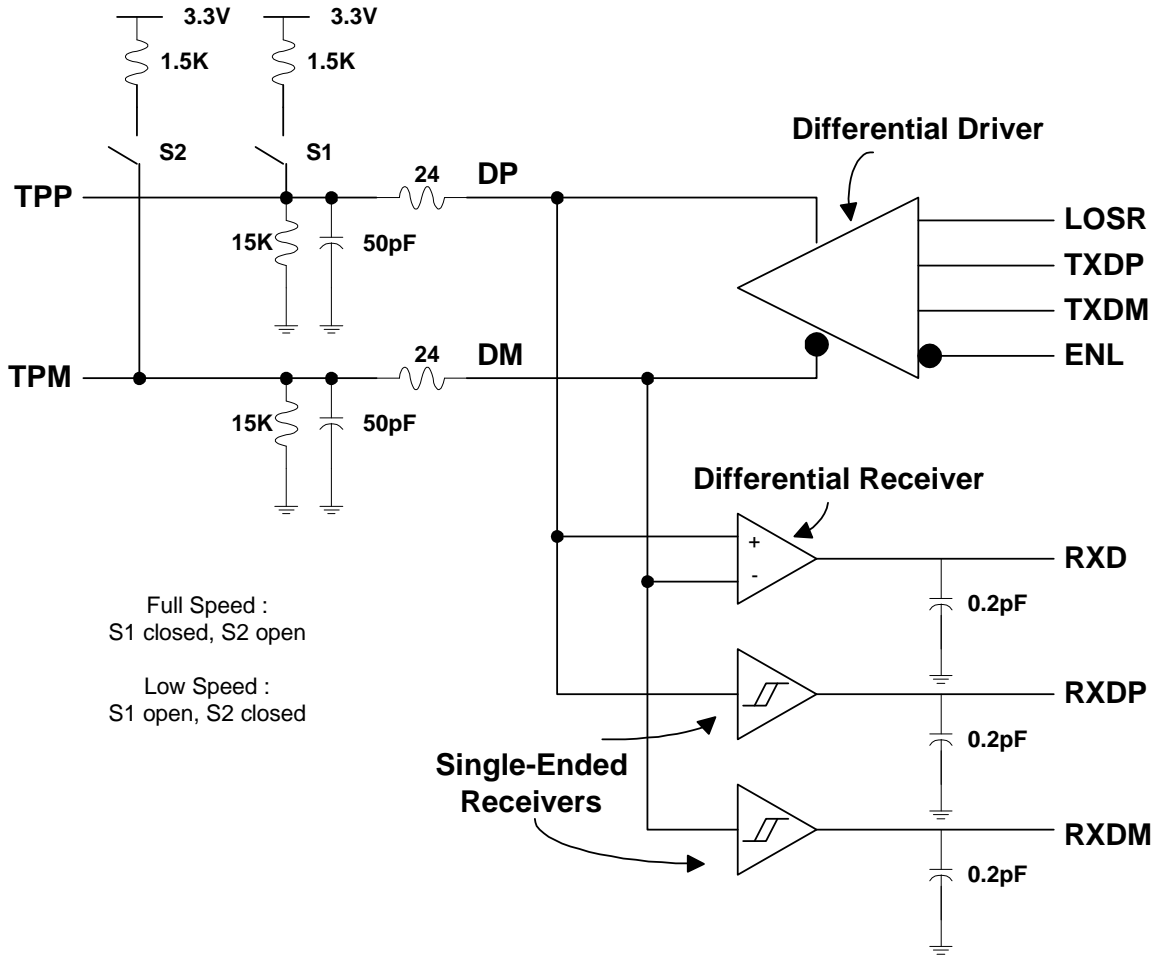 3.3V
3.3V
1.5K
1.5K
S2
S1
Differential Driver
TPP
24
DP
LOSR
15K
50pF
TXDP
TXDM
TPM
24
DM
ENL
15K
50pF
Differential Receiver
+
-
RXD
0.2pF
Full Speed :
S1 closed, S2 open
Low Speed :
S1 open, S2 closed
RXDP
0.2pF
Single-Ended
Receivers
RXDM
0.2pF